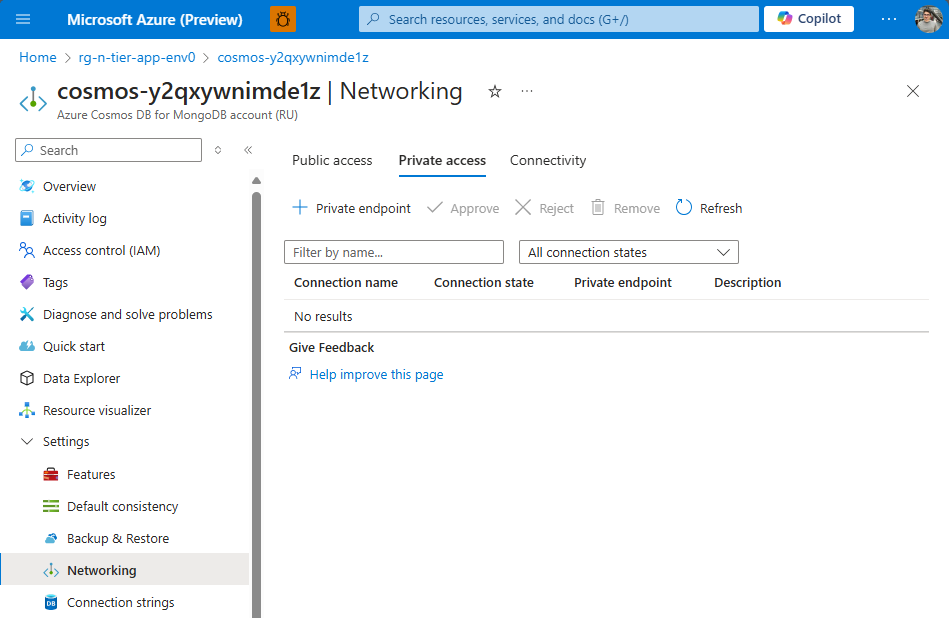 Microsoft Azure (Preview)
Search resources, services, and docs (G+/)
Copilot
Home > rg-n-tier-app-env0 > cosmos-y2qxywnimde1z
cosmos-y2qxywnimde1z | Networking
Azure Cosmos DB for MongoDB account (RU)
Search
Overview
Activity log
Access control (IAM)
Tags
Diagnose and solve problems
Quick start
Data Explorer
Resource visualizer
Settings
Features
Default consistency
Backup & Restore
Networking
DB
Connection strings
Public access Private access Connectivity
Private endpoint Approve Reject Remove Refresh
Filter by name... All connection states
Connection name Connection state Private endpoint Description
No results
Give Feedback
Help improve this page